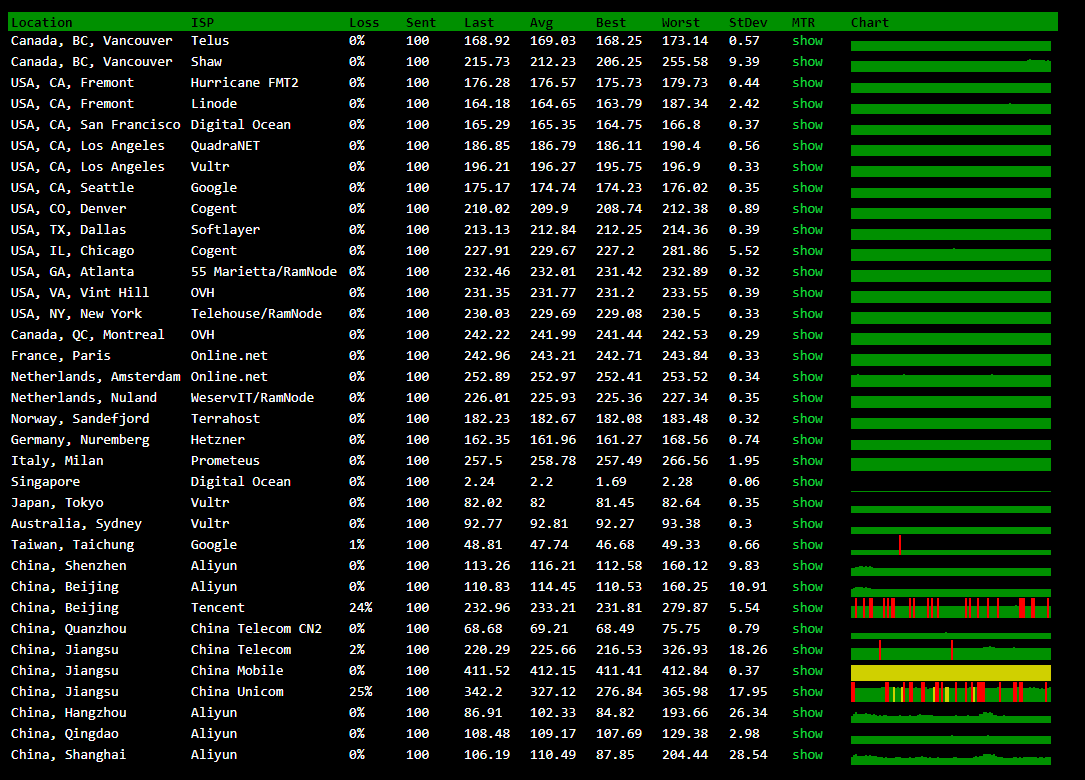 Location ISP Loss Sent Last Avg Best Worst StDev MTR Chart
Canada, BC, Vancouver Telus 0% 100 168.92 169.03 168.25 173.14 0.57 show
Canada, BC, Vancouver Shaw 0% 100 215.73 212.23 206.25 255.58 9.39 show
USA, CA, Fremont Hurricane FMT2 0% 100 176.28 176.57 175.73 179.73 0.44 show
USA, CA, Fremont Linode 0% 100 164.18 164.65 163.79 187.34 2.42 show
USA, CA, San Francisco Digital Ocean 0% 100 165.29 165.35 164.75 166.8 0.37 show
USA, CA, Los Angeles QuadraNET 0% 100 186.85 186.79 186.11 190.4 0.56 show
USA, CA, Los Angeles Vultr 0% 100 196.21 196.27 195.75 196.9 0.33 show
USA, CA, Seattle Google 0% 100 175.17 174.74 174.23 176.02 0.35 show
USA, CO, Denver Cogent 0% 100 210.02 209.9 208.74 212.38 0.89 show
USA, TX, Dallas Softlayer 0% 100 213.13 212.84 212.25 214.36 0.39 show
USA, IL, Chicago Cogent 0% 100 227.91 229.67 227.2 281.86 5.52 show
USA, GA, Atlanta 55 Marietta/RamNode 0% 100 232.46 232.01 231.42 232.89 0.32 show
USA, VA, Vint Hill OVH 0% 100 231.35 231.77 231.2 233.55 0.39 show
USA, NY, New York Telehouse/RamNode 0% 100 230.03 229.69 229.08 230.5 0.33 show
Canada, QC, Montreal OVH 0% 100 242.22 241.99 241.44 242.53 0.29 show
France, Paris Online.net 0% 100 242.96 243.21 242.71 243.84 0.33 show
Netherlands, Amsterdam Online.net 0% 100 252.89 252.97 252.41 253.52 0.34 show
Netherlands, Nuland WeservIT/RamNode 0% 100 226.01 225.93 225.36 227.34 0.35 show
Norway, Sandefjord Terrahost 0% 100 182.23 182.67 182.08 183.48 0.32 show
Germany, Nuremberg Hetzner 0% 100 162.35 161.96 161.27 168.56 0.74 show
Italy, Milan Prometeus 0% 100 257.5 258.78 257.49 266.56 1.95 show
Singapore Digital Ocean 0% 100 2.24 2.2 1.69 2.28 0.06 show
Japan, Tokyo Vultr 0% 100 82.02 82 81.45 82.64 0.35 show
Australia, Sydney Vultr 0% 100 92.77 92.81 92.27 93.38 0.3 show
Taiwan, Taichung Google 1% 100 48.81 47.74 46.68 49.33 0.66 show
China, Shenzhen Aliyun 0% 100 113.26 116.21 112.58 160.12 9.83 show
China, Beijing Aliyun 0% 100 110.83 114.45 110.53 160.25 10.91 show
China, Beijing Tencent 24% 100 232.96 233.21 231.81 279.87 5.54 show
China, Quanzhou China Telecom CN2 0% 100 68.68 69.21 68.49 75.75 0.79 show
China, Jiangsu China Telecom 2% 100 220.29 225.66 216.53 326.93 18.26 show
China, Jiangsu China Mobile 0% 100 411.52 412.15 411.41 412.84 0.37 show
China, Jiangsu China Unicom 25% 100 342.2 327.12 276.84 365.98 17.95 show
China, Hangzhou Aliyun 0% 100 86.91 102.33 84.82 193.66 26.34 show
China, Qingdao Aliyun 0% 100 108.48 109.17 107.69 129.38 2.98 show
China, Shanghai Aliyun 0% 100 106.19 110.49 87.85 204.44 28.54 show